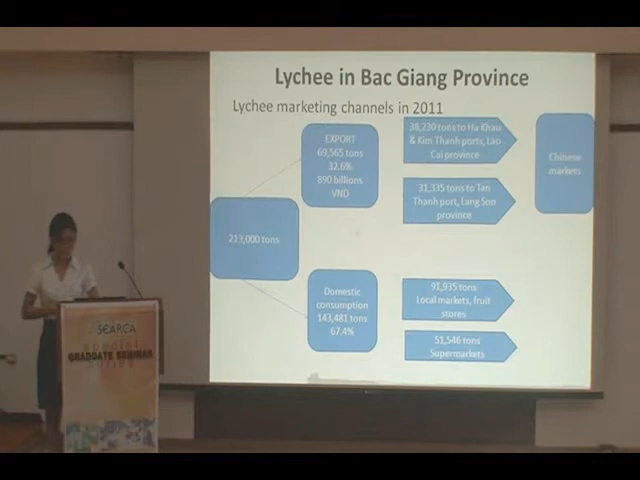 Lychee in Bac Giang Province
Lychee marketing channels in 2011
EXPORT
69,565 tons
32.6%
890 billions
VND
38,230 tons to Ha Khau
& Kim Thanh ports, Lao
Cai province
Chinese
markets
31,335 tons to Tan
Thanh port, Lang Son
province
213,000 tons
Domestic
consumption
143,481 tons
67.4%
91,935 tons
Local markets, fruit
stores
51,546 tons
Supermarkets
SEARCA
special
GRADUATE SEMINAR
series